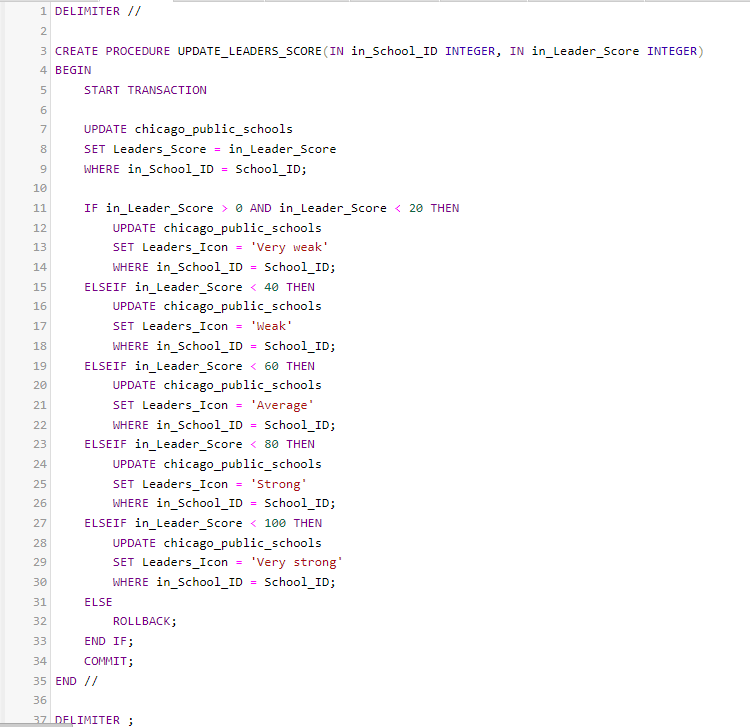 1 DELIMITER //
2
3 CREATE PROCEDURE UPDATE_LEADERS_SCORE(IN in_School_ID INTEGER, IN in_Leader_Score INTEGER)
4 BEGIN
5     START TRANSACTION
6
7     UPDATE chicago_public_schools
8     SET Leaders_Score = in_Leader_Score
9     WHERE in_School_ID = School_ID;
10
11     IF in_Leader_Score > 0 AND in_Leader_Score < 20 THEN
12         UPDATE chicago_public_schools
13         SET Leaders_Icon = 'Very weak'
14         WHERE in_School_ID = School_ID;
15     ELSEIF in_Leader_Score < 40 THEN
16         UPDATE chicago_public_schools
17         SET Leaders_Icon = 'Weak'
18         WHERE in_School_ID = School_ID;
19     ELSEIF in_Leader_Score < 60 THEN
20         UPDATE chicago_public_schools
21         SET Leaders_Icon = 'Average'
22         WHERE in_School_ID = School_ID;
23     ELSEIF in_Leader_Score < 80 THEN
24         UPDATE chicago_public_schools
25         SET Leaders_Icon = 'Strong'
26         WHERE in_School_ID = School_ID;
27     ELSEIF in_Leader_Score < 100 THEN
28         UPDATE chicago_public_schools
29         SET Leaders_Icon = 'Very strong'
30         WHERE in_School_ID = School_ID;
31     ELSE
32         ROLLBACK;
33     END IF;
34     COMMIT;
35 END //
36
37 DELIMITER ;